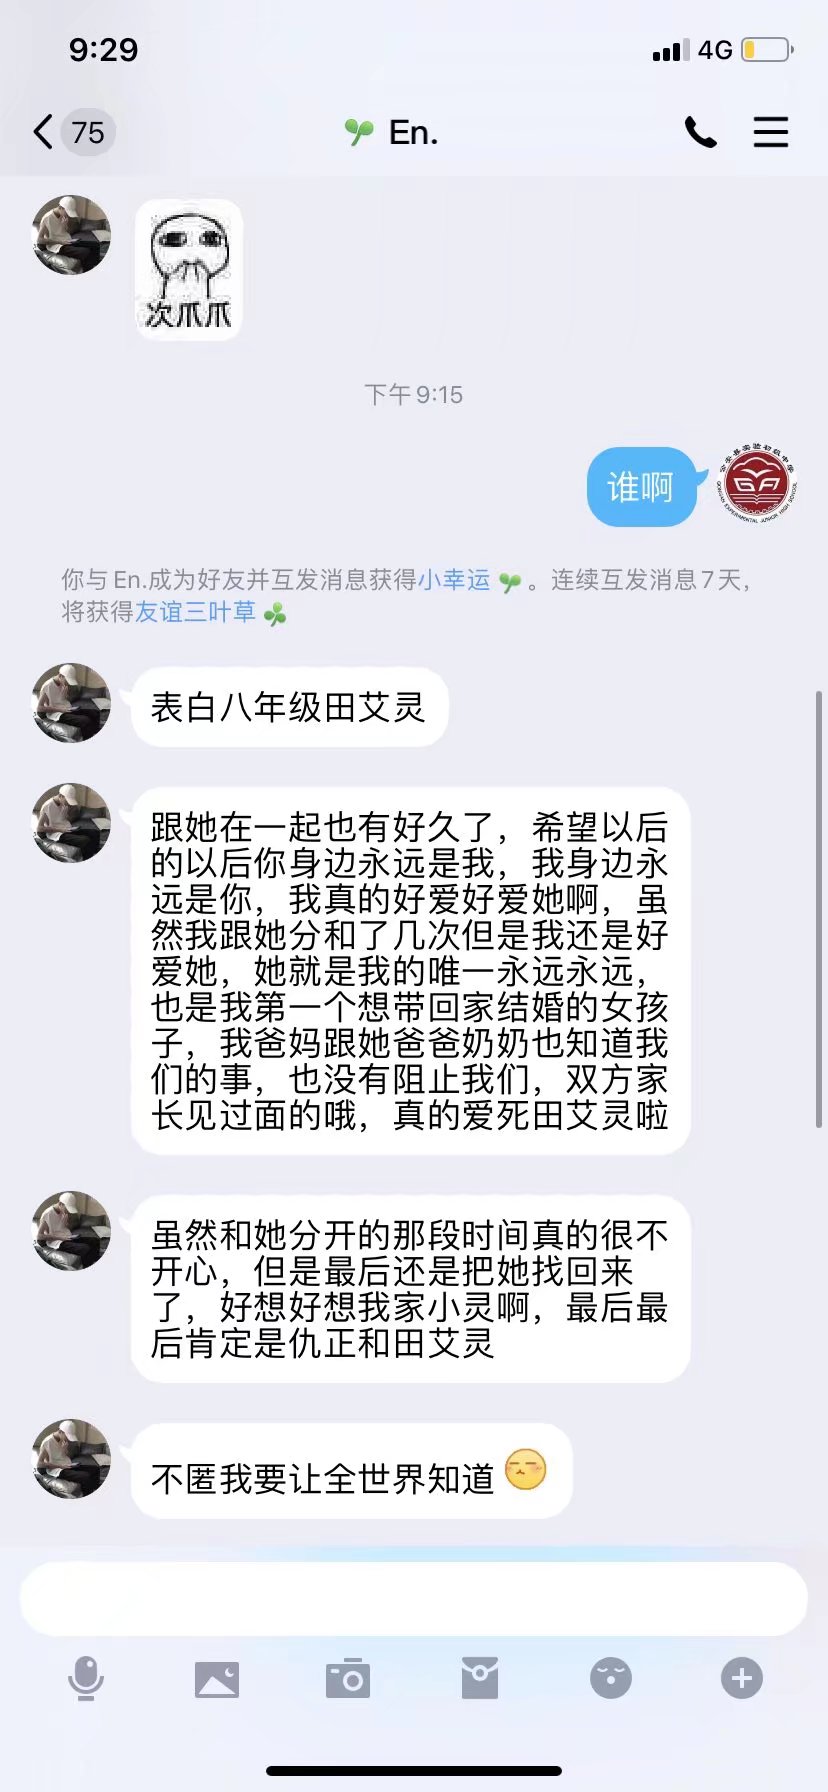 9:29
4G
75
En.
次爪爪
下午 9:15
谁啊
GA
你与 En.成为好友并互发消息获得小幸运 。连续互发消息 7 天，
将获得友谊三叶草
表白八年级田艾灵
跟她在一起也有好久了，希望以后
的以后你身边永远是我，我身边永
远是你，我真的好爱好爱她啊，虽
然我跟她分和了几次但是我还是好
爱她，她就是我的唯一永远永远，
也是我第一个想带回家结婚的女孩
子，我爸妈跟她爸爸奶奶也知道我
们的事，也没有阻止我们，双方家
长见过面的哦，真的爱死田艾灵啦
虽然和她分开的那段时间真的很不
开心，但是最后还是把她找回来
了，好想好想我家小灵啊，最后最
后肯定是仇正和田艾灵
不匿我要让全世界知道